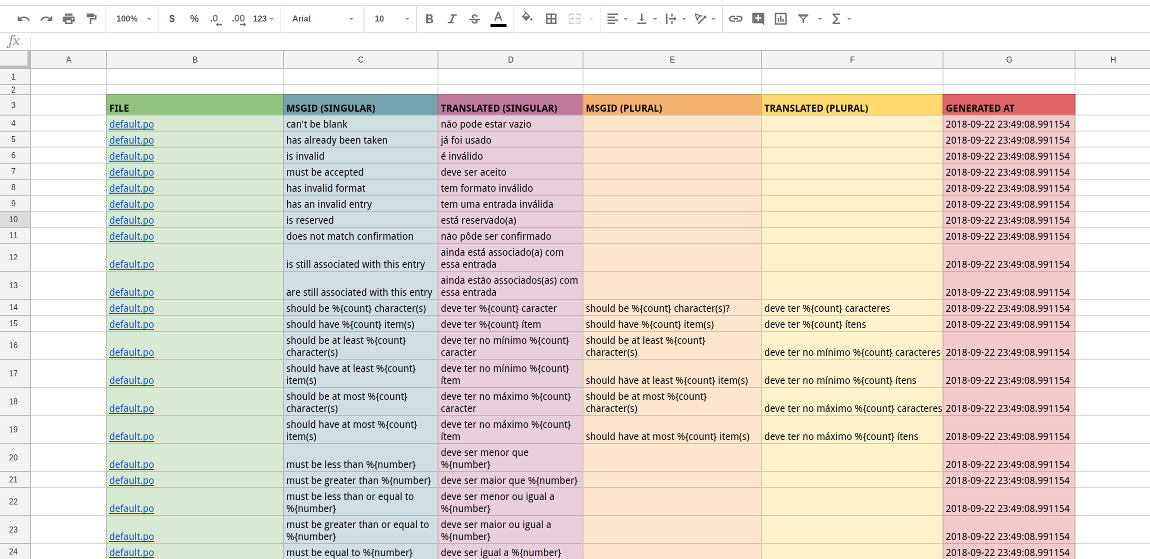 100% $ % .0 .00 123 Arial 10 B I S A
fx
A B C D E F G H
1
2
3 FILE MSGID (SINGULAR) TRANSLATED (SINGULAR) MSGID (PLURAL) TRANSLATED (PLURAL) GENERATED AT
4 default.po can't be blank não pode estar vazio 2018-09-22 23:49:08.991154
5 default.po has already been taken já foi usado 2018-09-22 23:49:08.991154
6 default.po is invalid é inválido 2018-09-22 23:49:08.991154
7 default.po must be accepted deve ser aceito 2018-09-22 23:49:08.991154
8 default.po has invalid format tem formato inválido 2018-09-22 23:49:08.991154
9 default.po has an invalid entry tem uma entrada inválida 2018-09-22 23:49:08.991154
10 default.po is reserved está reservado(a) 2018-09-22 23:49:08.991154
11 default.po does not match confirmation não pôde ser confirmado 2018-09-22 23:49:08.991154
ainda está associado(a) com
12 default.po is still associated with this entry essa entrada 2018-09-22 23:49:08.991154
ainda estão associados(as) com
13 default.po are still associated with this entry essa entrada 2018-09-22 23:49:08.991154
14 default.po should be %{count} character(s) deve ter %{count} caracter should be %{count} character(s)? deve ter %{count} caracteres 2018-09-22 23:49:08.991154
15 default.po should have %{count} item(s) deve ter %{count} ítem should have %{count} item(s) deve ter %{count} ítens 2018-09-22 23:49:08.991154
should be at least %{count} deve ter no mínimo %{count} should be at least %{count}
16 default.po character(s) caracter character(s) deve ter no mínimo %{count} caracteres 2018-09-22 23:49:08.991154
should have at least %{count} deve ter no mínimo %{count}
17 default.po item(s) ítem should have at least %{count} item(s) deve ter no mínimo %{count} ítens 2018-09-22 23:49:08.991154
should be at most %{count} deve ter no máximo %{count} should be at most %{count}
18 default.po character(s) caracter character(s) deve ter no máximo %{count} caracteres 2018-09-22 23:49:08.991154
should have at most %{count} deve ter no máximo %{count}
19 default.po item(s) ítem should have at most %{count} item(s) deve ter no máximo %{count} ítens 2018-09-22 23:49:08.991154
deve ser menor que
20 default.po must be less than %{number} %{number} 2018-09-22 23:49:08.991154
21 default.po must be greater than %{number} deve ser maior que %{number} 2018-09-22 23:49:08.991154
must be less than or equal to deve ser menor ou igual a
22 default.po %{number} %{number} 2018-09-22 23:49:08.991154
must be greater than or equal to deve ser maior ou igual a
23 default.po %{number} %{number} 2018-09-22 23:49:08.991154
24 default.po must be equal to %{number} deve ser igual a %{number} 2018-09-22 23:49:08.991154